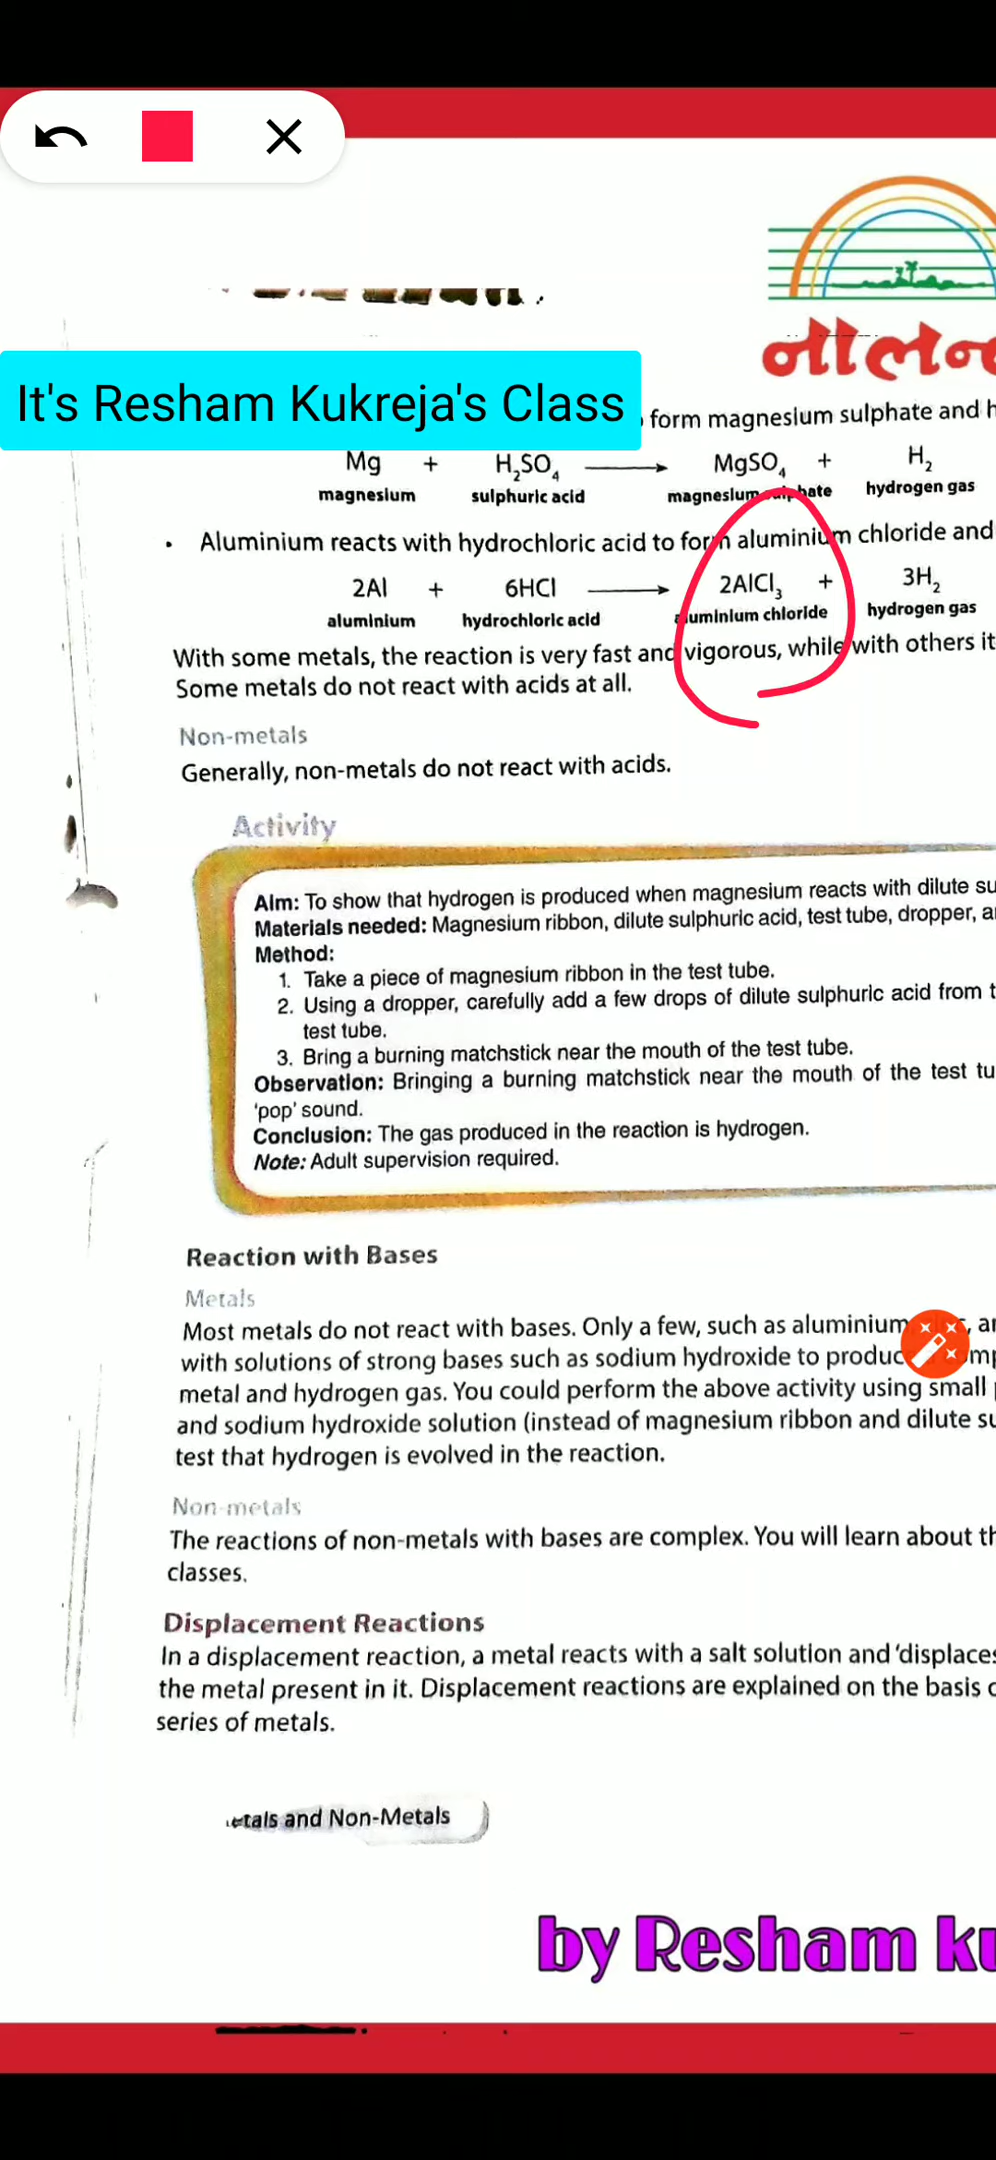 નાલન
It's Resham Kukreja's Class
form magnesium sulphate and h
Mg + H₂SO₄ ⟶ MgSO₄ + H₂
magnesium sulphuric acid magnesium sulphate hydrogen gas
• Aluminium reacts with hydrochloric acid to form aluminium chloride and
2Al + 6HCl ⟶ 2AlCl₃ + 3H₂
aluminium hydrochloric acid aluminium chloride hydrogen gas
With some metals, the reaction is very fast and vigorous, while with others it
Some metals do not react with acids at all.
Non-metals
Generally, non-metals do not react with acids.
Activity
Aim: To show that hydrogen is produced when magnesium reacts with dilute su
Materials needed: Magnesium ribbon, dilute sulphuric acid, test tube, dropper, a
Method:
1. Take a piece of magnesium ribbon in the test tube.
2. Using a dropper, carefully add a few drops of dilute sulphuric acid from t
test tube.
3. Bring a burning matchstick near the mouth of the test tube.
Observation: Bringing a burning matchstick near the mouth of the test tu
'pop' sound.
Conclusion: The gas produced in the reaction is hydrogen.
Note: Adult supervision required.
Reaction with Bases
Metals
Most metals do not react with bases. Only a few, such as aluminium, ar
with solutions of strong bases such as sodium hydroxide to produc mp
metal and hydrogen gas. You could perform the above activity using small
and sodium hydroxide solution (instead of magnesium ribbon and dilute su
test that hydrogen is evolved in the reaction.
Non-metals
The reactions of non-metals with bases are complex. You will learn about th
classes.
Displacement Reactions
In a displacement reaction, a metal reacts with a salt solution and 'displaces
the metal present in it. Displacement reactions are explained on the basis o
series of metals.
etals and Non-Metals
by Resham ku